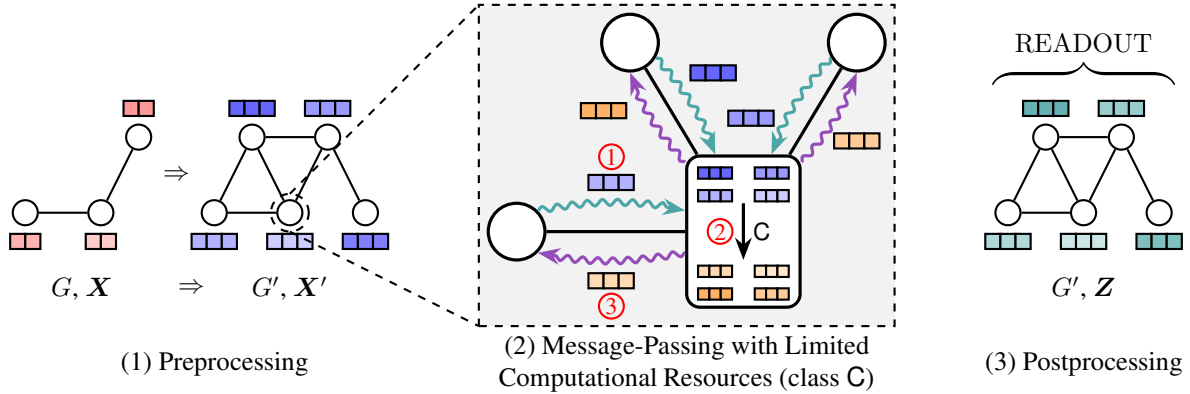 READOUT
⇒
1
2
C
3
G, X
⇒
G′, X′
G′, Z
(1) Preprocessing
(2) Message-Passing with Limited
Computational Resources (class C)
(3) Postprocessing